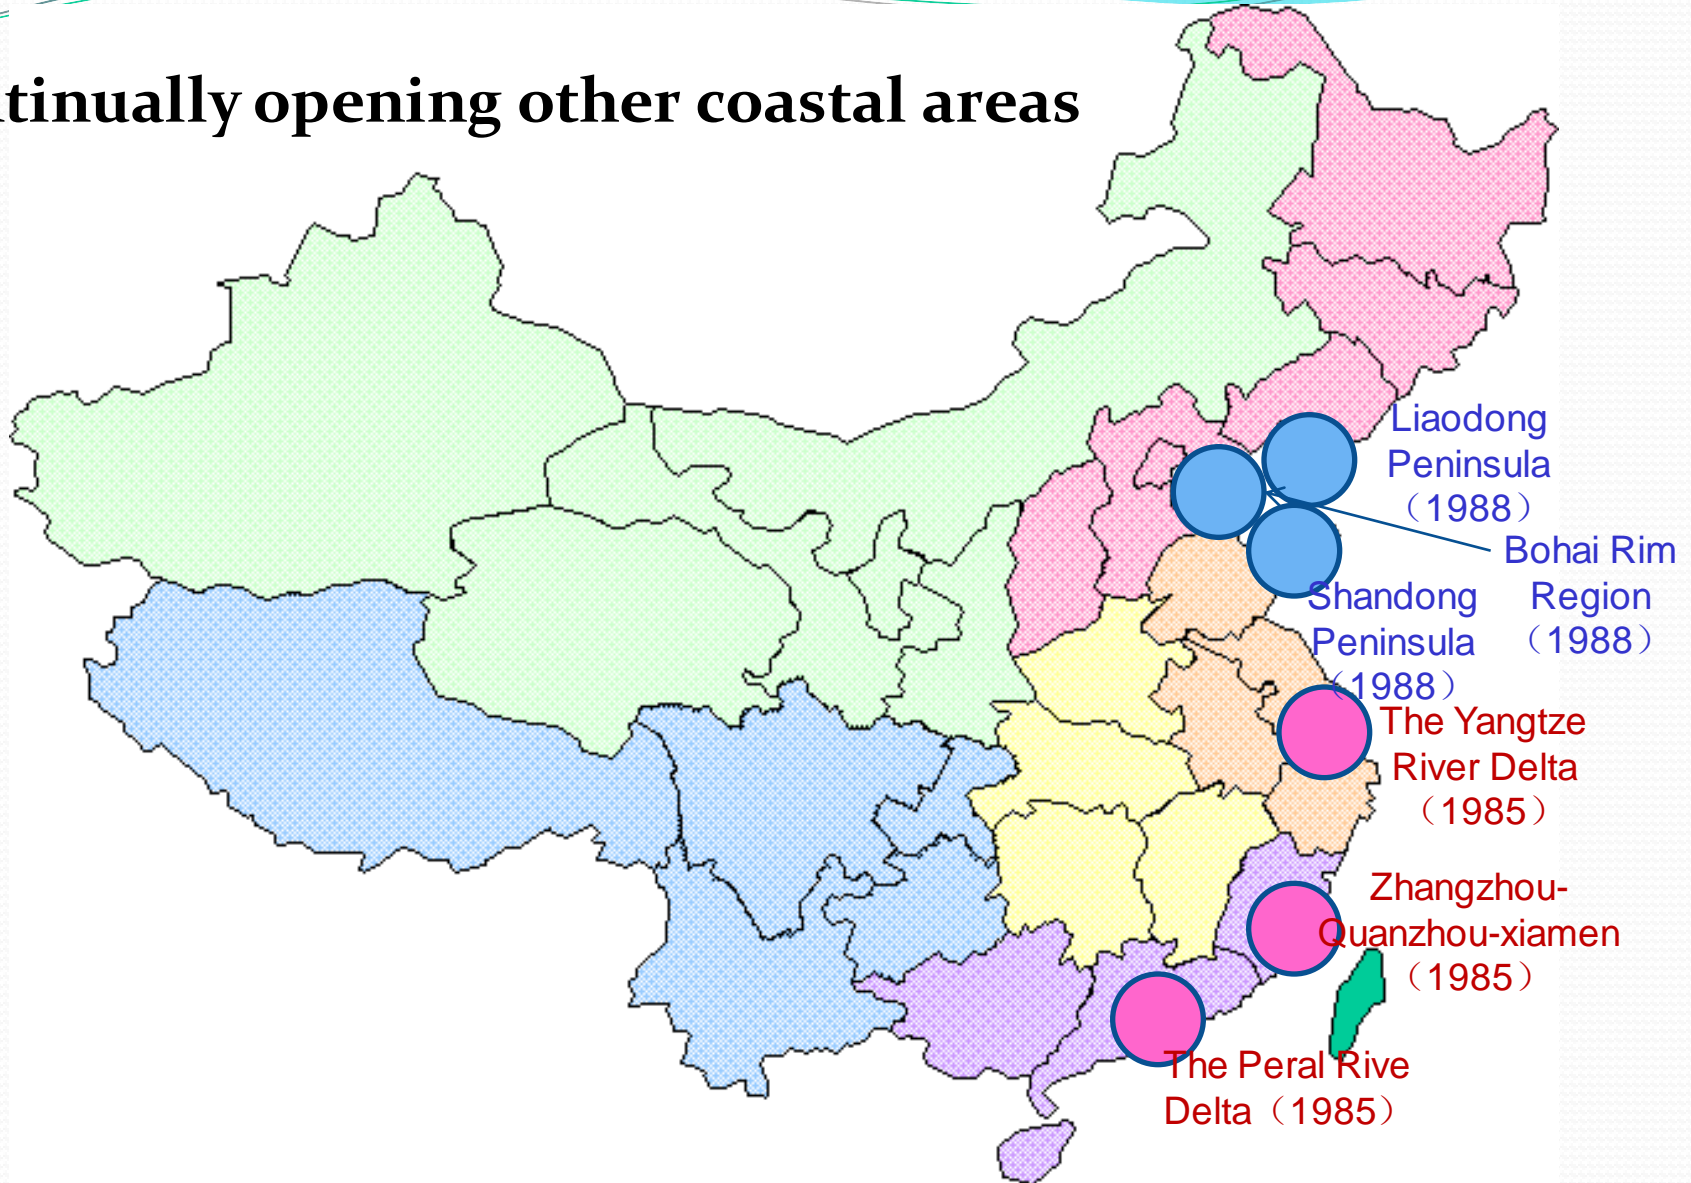 tinually opening other coastal areas
Liaodong
Peninsula
（1988）
Bohai Rim
Region
（1988）
Shandong
Peninsula
（1988）
The Yangtze
River Delta
（1985）
Zhangzhou-
Quanzhou-xiamen
（1985）
The Peral Rive
Delta（1985）